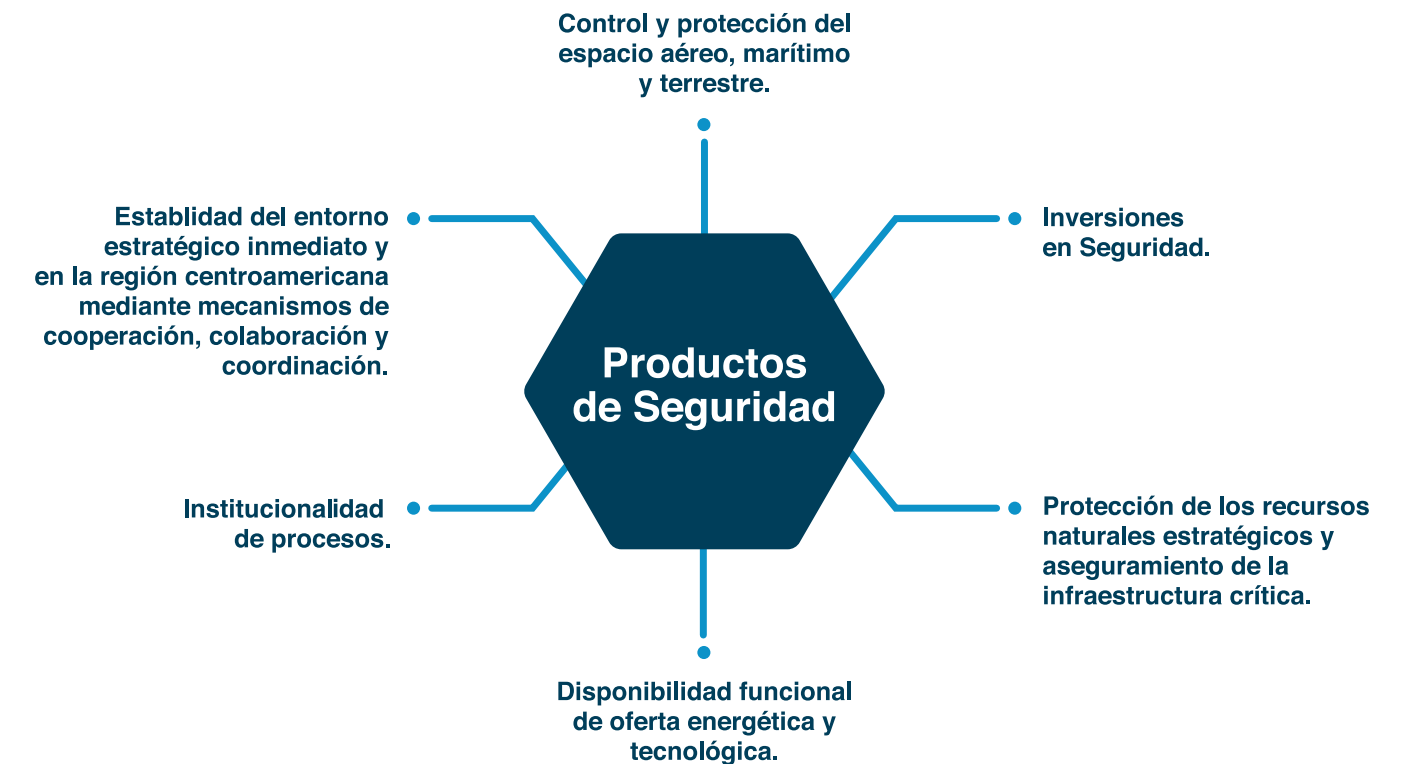 Control y protección del
espacio aéreo, marítimo
y terrestre.
Establidad del entorno
estratégico inmediato y
en la región centroamericana
mediante mecanismos de
cooperación, colaboración y
coordinación.
Inversiones
en Seguridad.
Productos
de Seguridad
Institucionalidad
de procesos.
Protección de los recursos
naturales estratégicos y
aseguramiento de la
infraestructura crítica.
Disponibilidad funcional
de oferta energética y
tecnológica.